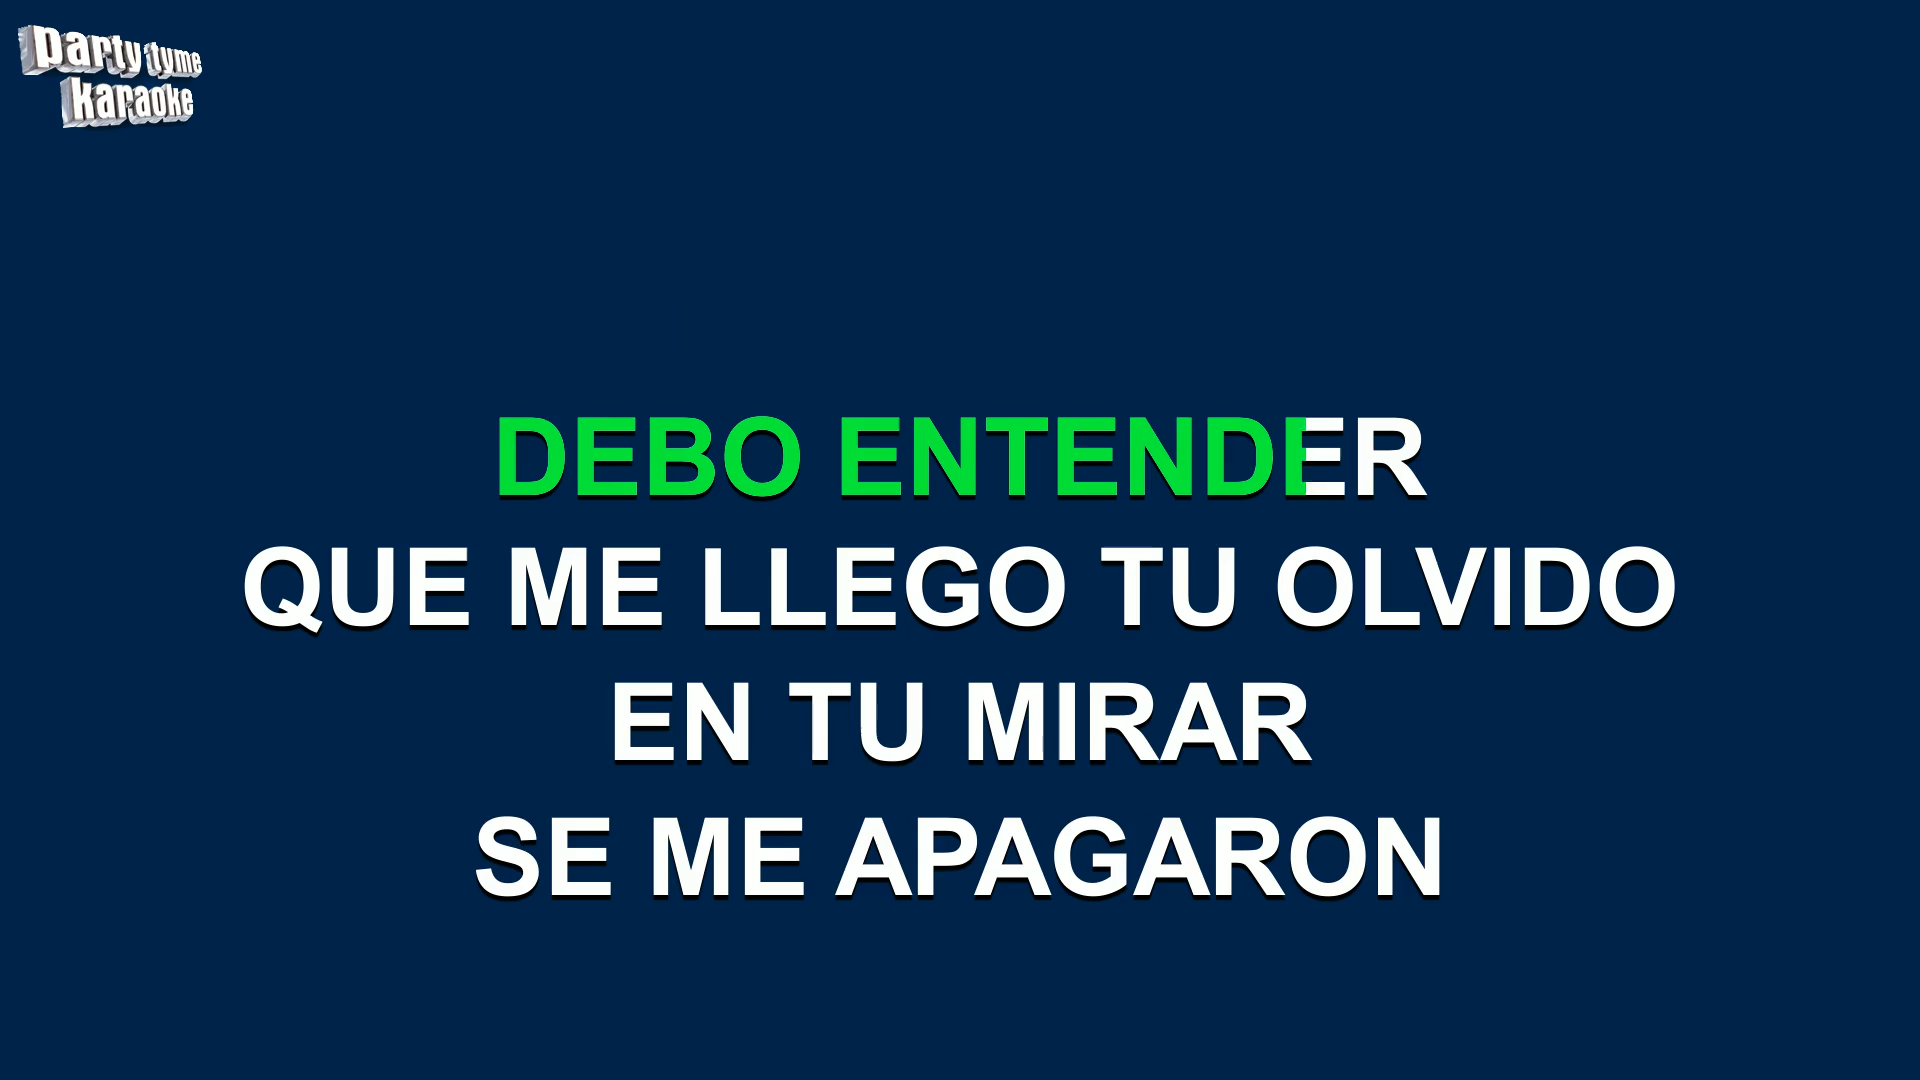 party tyme
karaoke
DEBO ENTENDER
QUE ME LLEGO TU OLVIDO
EN TU MIRAR
SE ME APAGARON